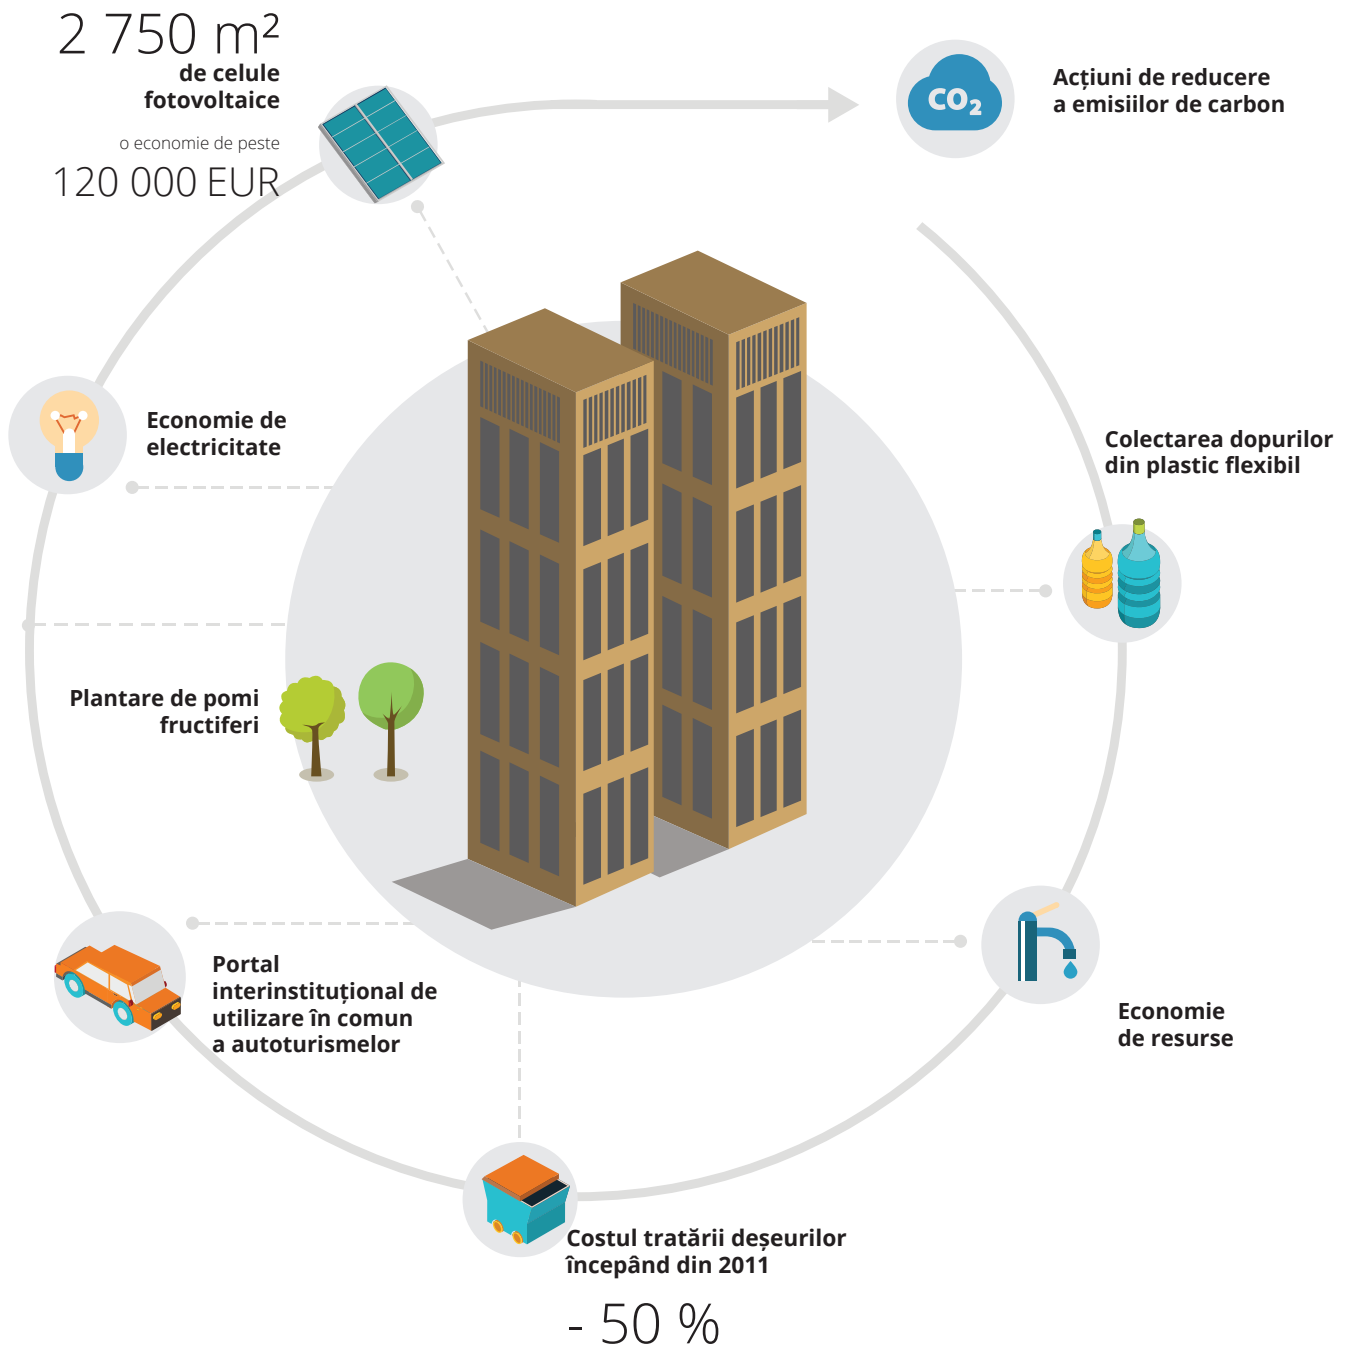 2 750 m²
de celule
fotovoltaice
o economie de peste
120 000 EUR
CO₂
Acțiuni de reducere
a emisiilor de carbon
Economie de
electricitate
Colectarea dopurilor
din plastic flexibil
Plantare de pomi
fructiferi
Portal
interinstituțional de
utilizare în comun
a autoturismelor
Economie
de resurse
Costul tratării deșeurilor
începând din 2011
- 50 %